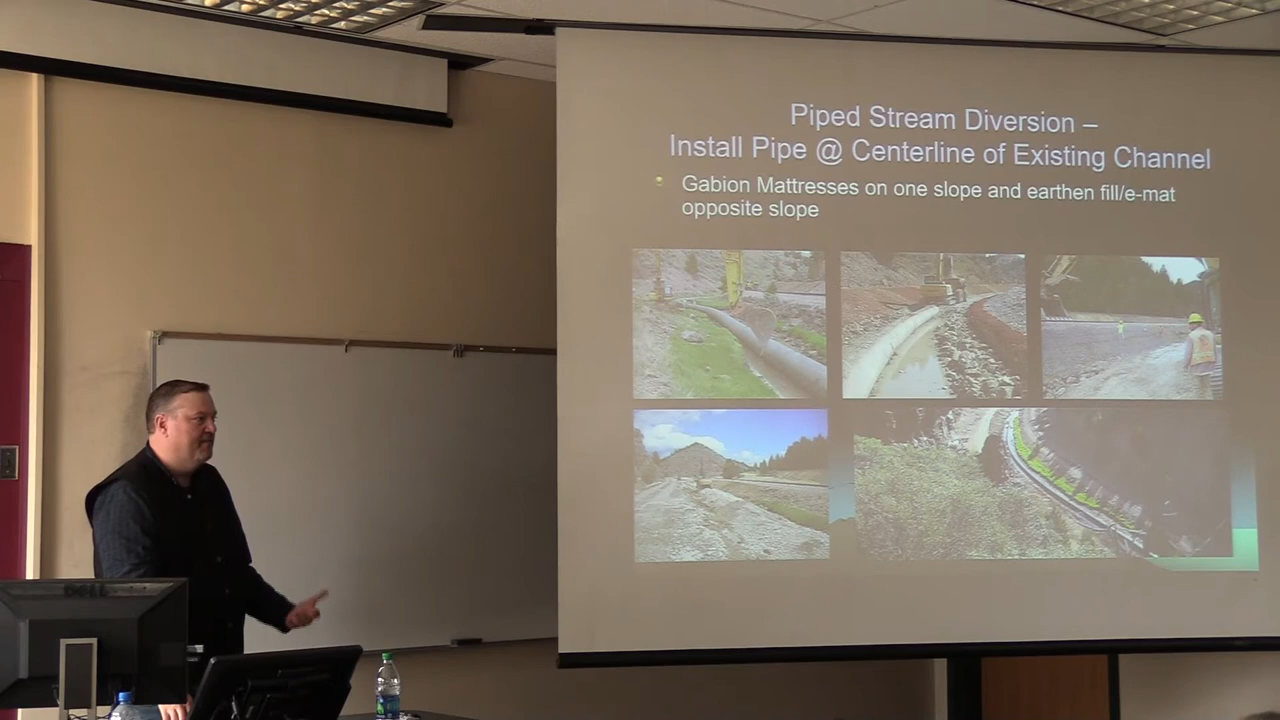 Piped Stream Diversion –
Install Pipe @ Centerline of Existing Channel
Gabion Mattresses on one slope and earthen fill/e-mat
opposite slope
DELL